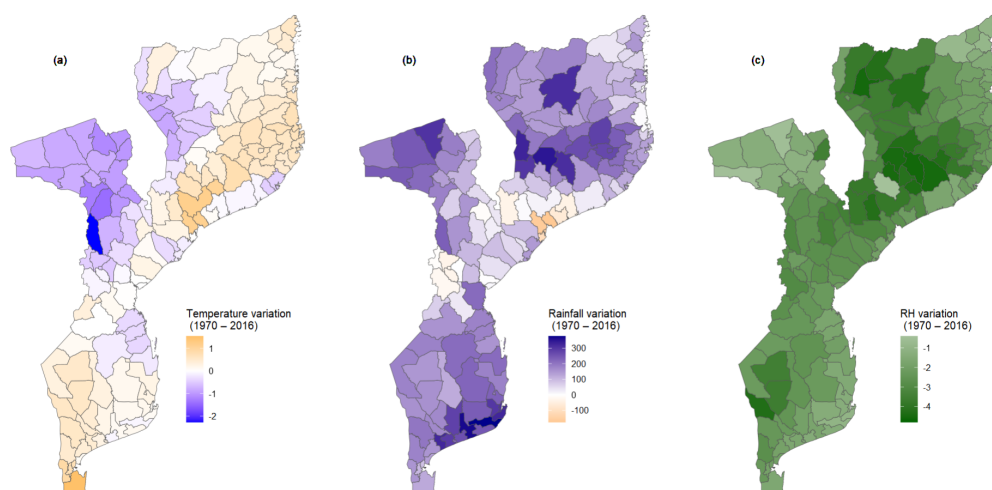 (a)
Temperature variation
(1970 – 2016)
1
0
-1
-2
(b)
Rainfall variation
(1970 – 2016)
300
200
100
0
-100
(c)
RH variation
(1970 – 2016)
-1
-2
-3
-4